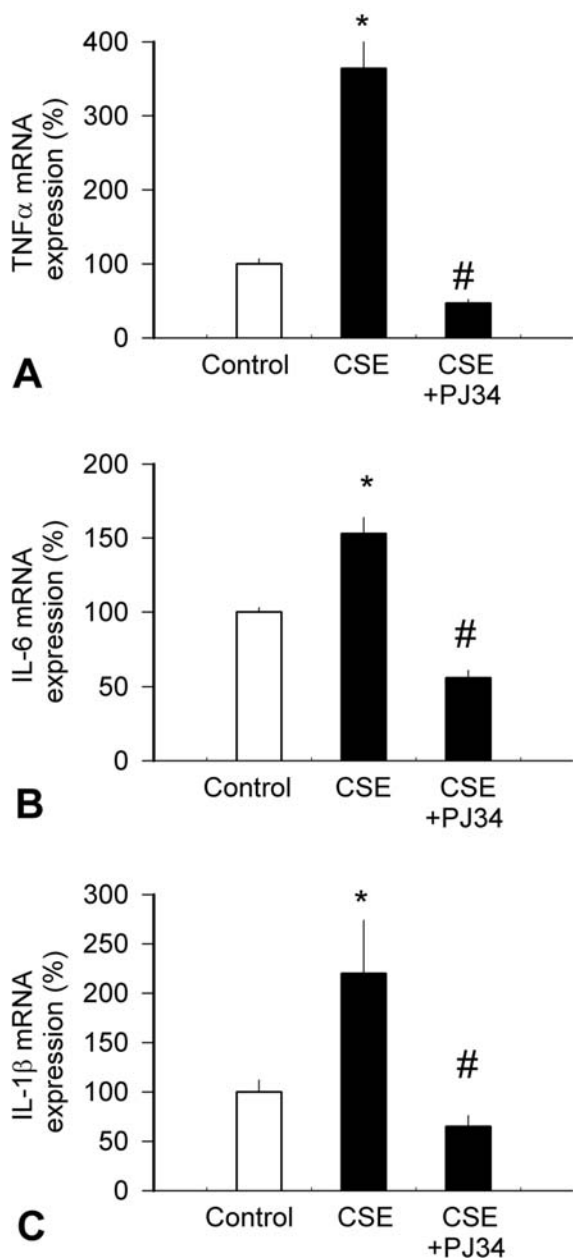 TNFα mRNA
expression (%)
400
300
200
100
0
*
#
Control
CSE
CSE
+PJ34
A
IL-6 mRNA
expression (%)
200
150
100
50
0
*
#
Control
CSE
CSE
+PJ34
B
IL-1β mRNA
expression (%)
300
250
200
150
100
50
0
*
#
Control
CSE
CSE
+PJ34
C